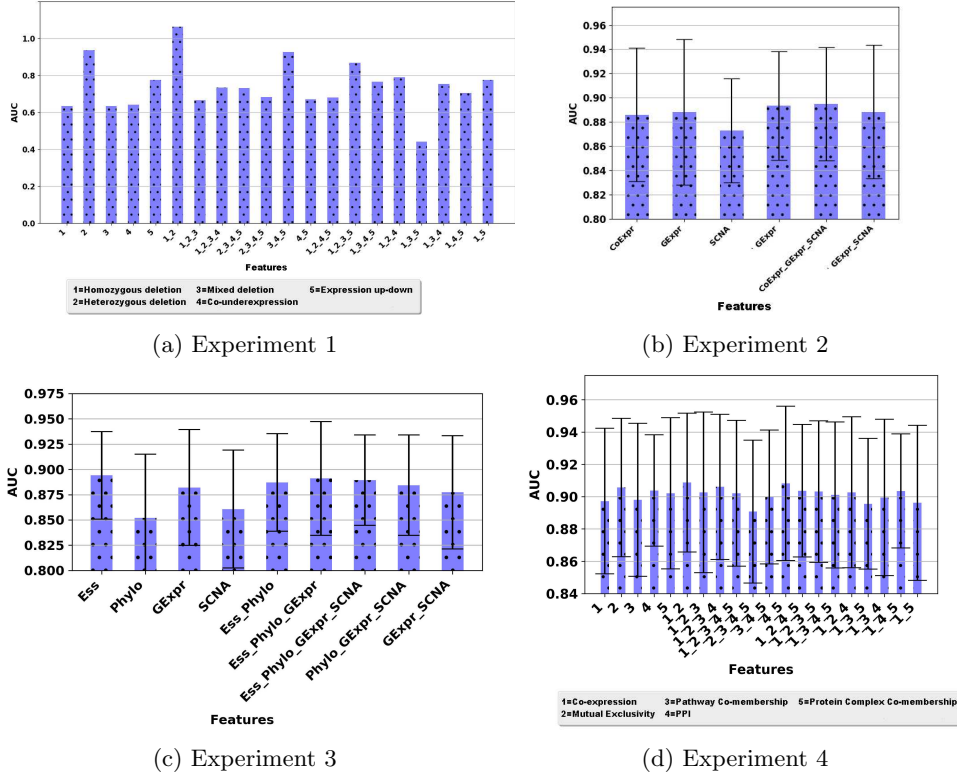 1.0
0.8
0.6
0.4
0.2
0.0
AUC
1
2
3
4
5
1_2
1_2_3
1_2_3_4
2_3_4_5
2_3_4_5
3_4_5
4_5
1_2_4_5
1_2_3_5
1_3_4_5
1_2_4
1_3_5
1_3_4
1_4_5
1_5
Features
1=Homozygous deletion 3=Mixed deletion 5=Expression up-down
2=Heterozygous deletion 4=Co-underexpression
(a) Experiment 1
0.96
0.94
0.92
0.90
0.88
0.86
0.84
0.82
0.80
AUC
CoExpr
GExpr
SCNA
GExpr
CoExpr_GExpr_SCNA
GExpr_SCNA
Features
(b) Experiment 2
0.975
0.950
0.925
0.900
0.875
0.850
0.825
0.800
AUC
Ess
Phylo
GExpr
SCNA
Ess_Phylo
Ess_Phylo_GExpr
Ess_Phylo_GExpr_SCNA
Phylo_GExpr_SCNA
GExpr_SCNA
Features
(c) Experiment 3
0.96
0.94
0.92
0.90
0.88
0.86
0.84
AUC
1
2
3
4
5
1_2
1_2_3
1_2_3_4
1_2_3_4_5
2_3_4_5
3_4_5
1_2_4_5
1_2_3_5
1_3_4_5
1_2_4
1_3_4
1_4_5
1_5
Features
1=Co-expression 3=Pathway Co-membership 5=Protein Complex Co-membership
2=Mutual Exclusivity 4=PPI
(d) Experiment 4